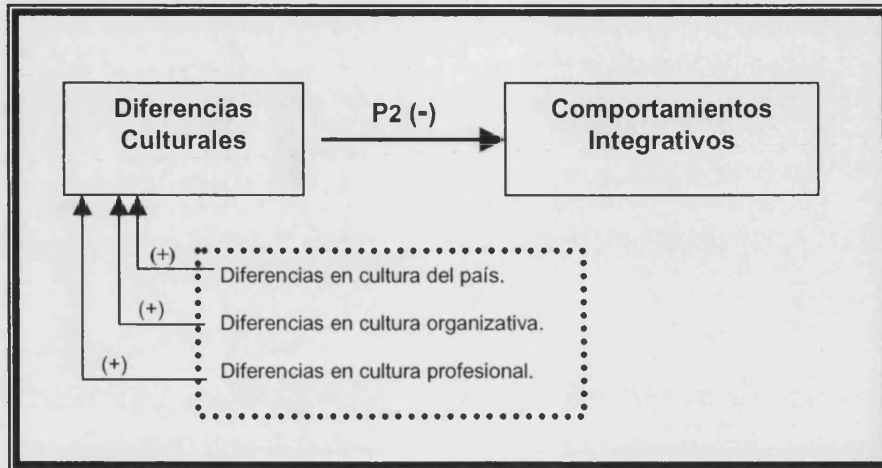 Diferencias
Culturales
P2 (-)
Comportamientos
Integrativos
(+)
Diferencias en cultura del país.
(+)
Diferencias en cultura organizativa.
(+)
Diferencias en cultura profesional.